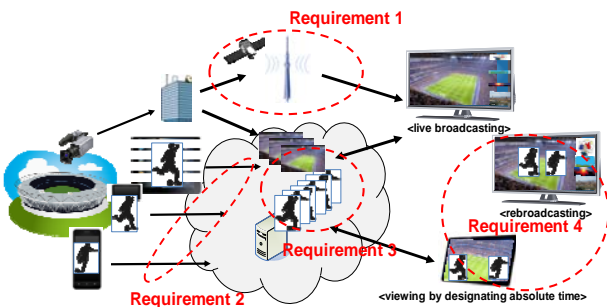 Requirement 1
<live broadcasting>
<rebroadcasting>
Requirement 4
Requirement 3
Requirement 2
<viewing by designating absolute time>